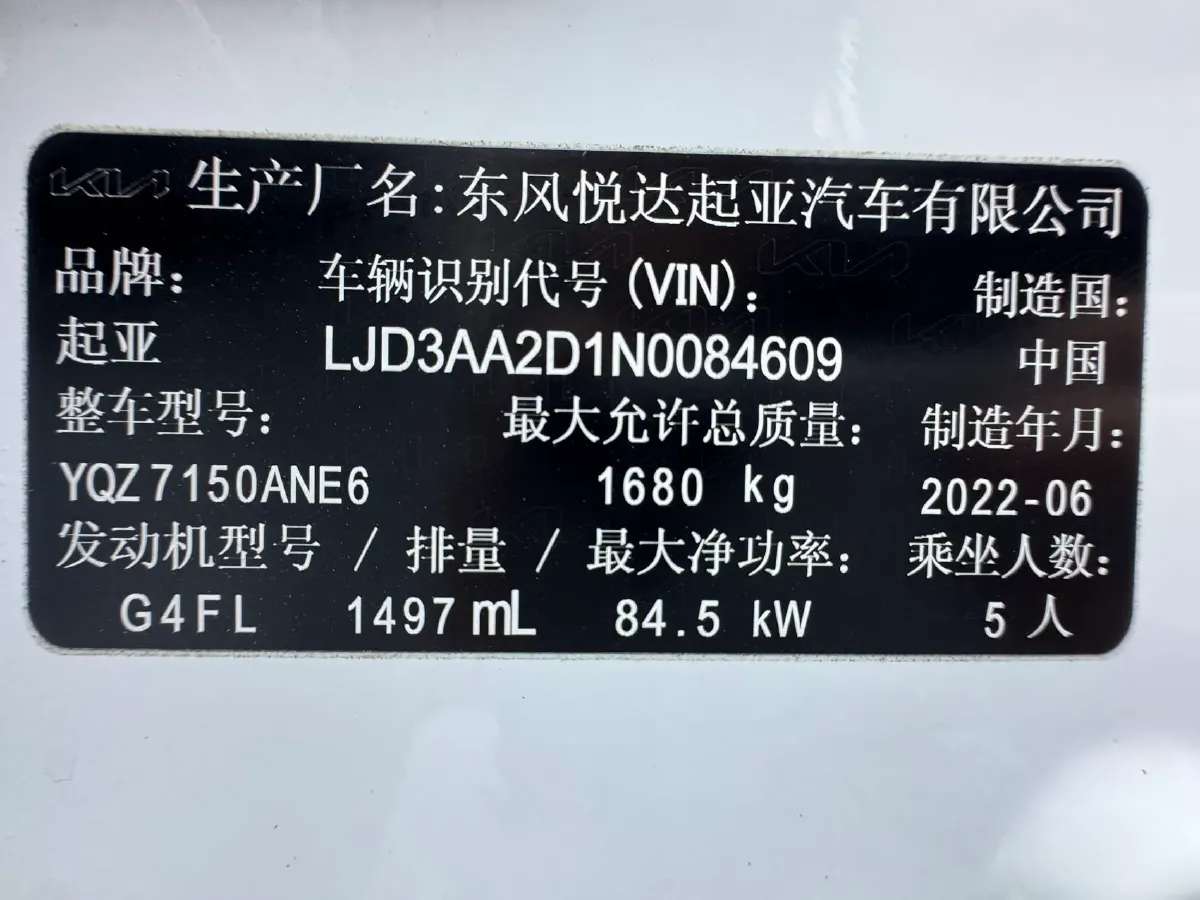 KIA 生产厂名:东风悦达起亚汽车有限公司
品牌: 车辆识别代号(VIN): 制造国:
起亚 LJD3AA2D1N0084609 中国
整车型号: 最大允许总质量: 制造年月:
YQZ7150ANE6 1680 kg 2022-06
发动机型号 / 排量 / 最大净功率: 乘坐人数:
G4FL 1497 mL 84.5 kW 5 人